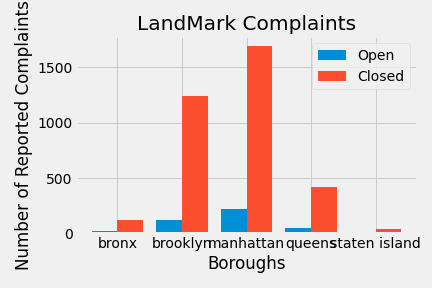 LandMark Complaints
Number of Reported Complaints
1500
1000
500
0
Open
Closed
bronx brooklyn manhattan queens staten island
Boroughs